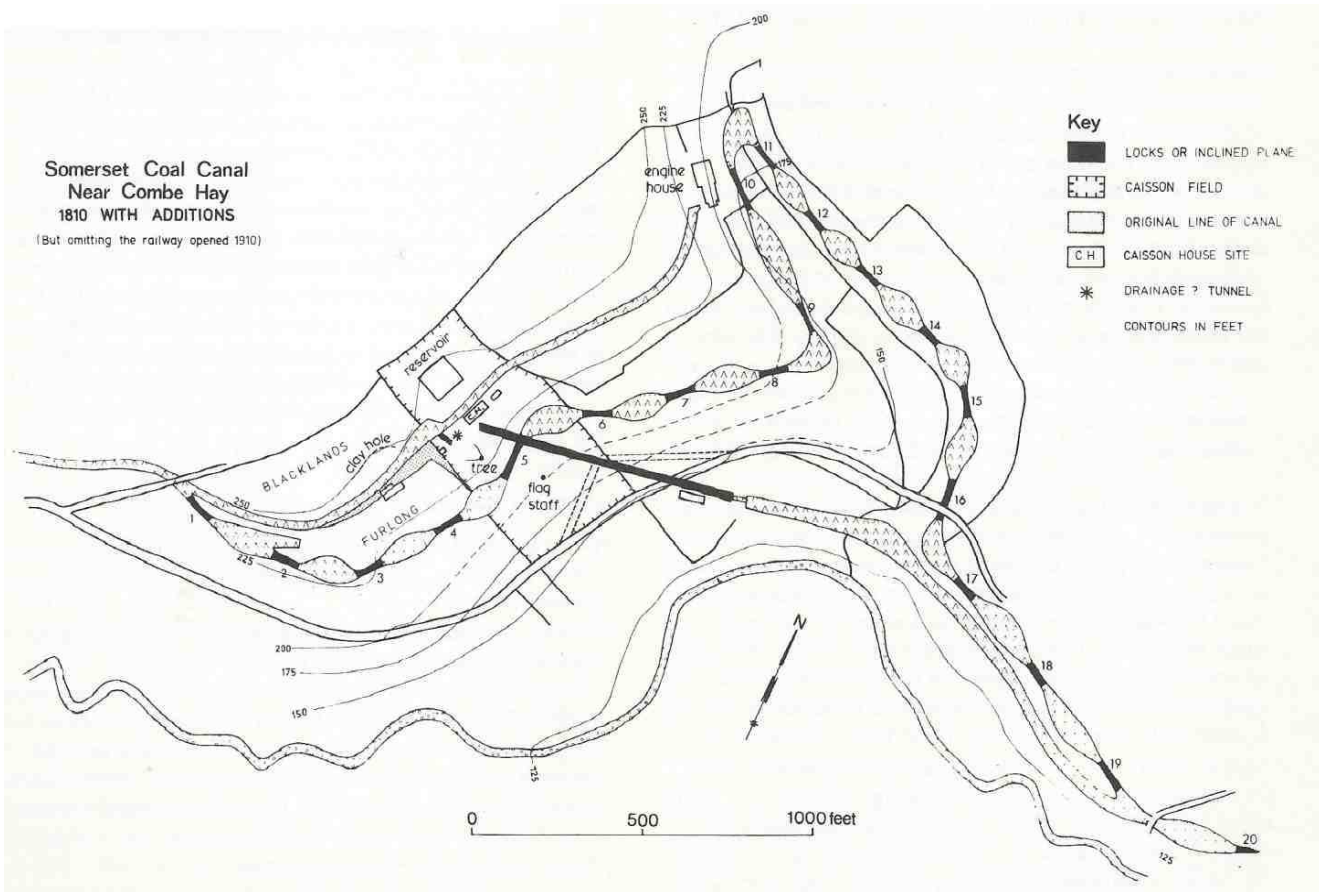 Somerset Coal Canal
Near Combe Hay
1810 WITH ADDITIONS
(But omitting the railway opened 1910)
Key
LOCKS OR INCLINED PLANE
CAISSON FIELD
ORIGINAL LINE OF CANAL
C H
CAISSON HOUSE SITE
DRAINAGE ? TUNNEL
CONTOURS IN FEET
200
250
225
engine
house
11
175
10
12
13
14
15
16
9
8
7
6
150
reservoir
C.H.
clay hole
BLACKLANDS
tree
5
flag
staff
FURLONG
250
1
225
2
3
4
17
18
19
20
200
175
150
125
125
N
0
500
1000 feet